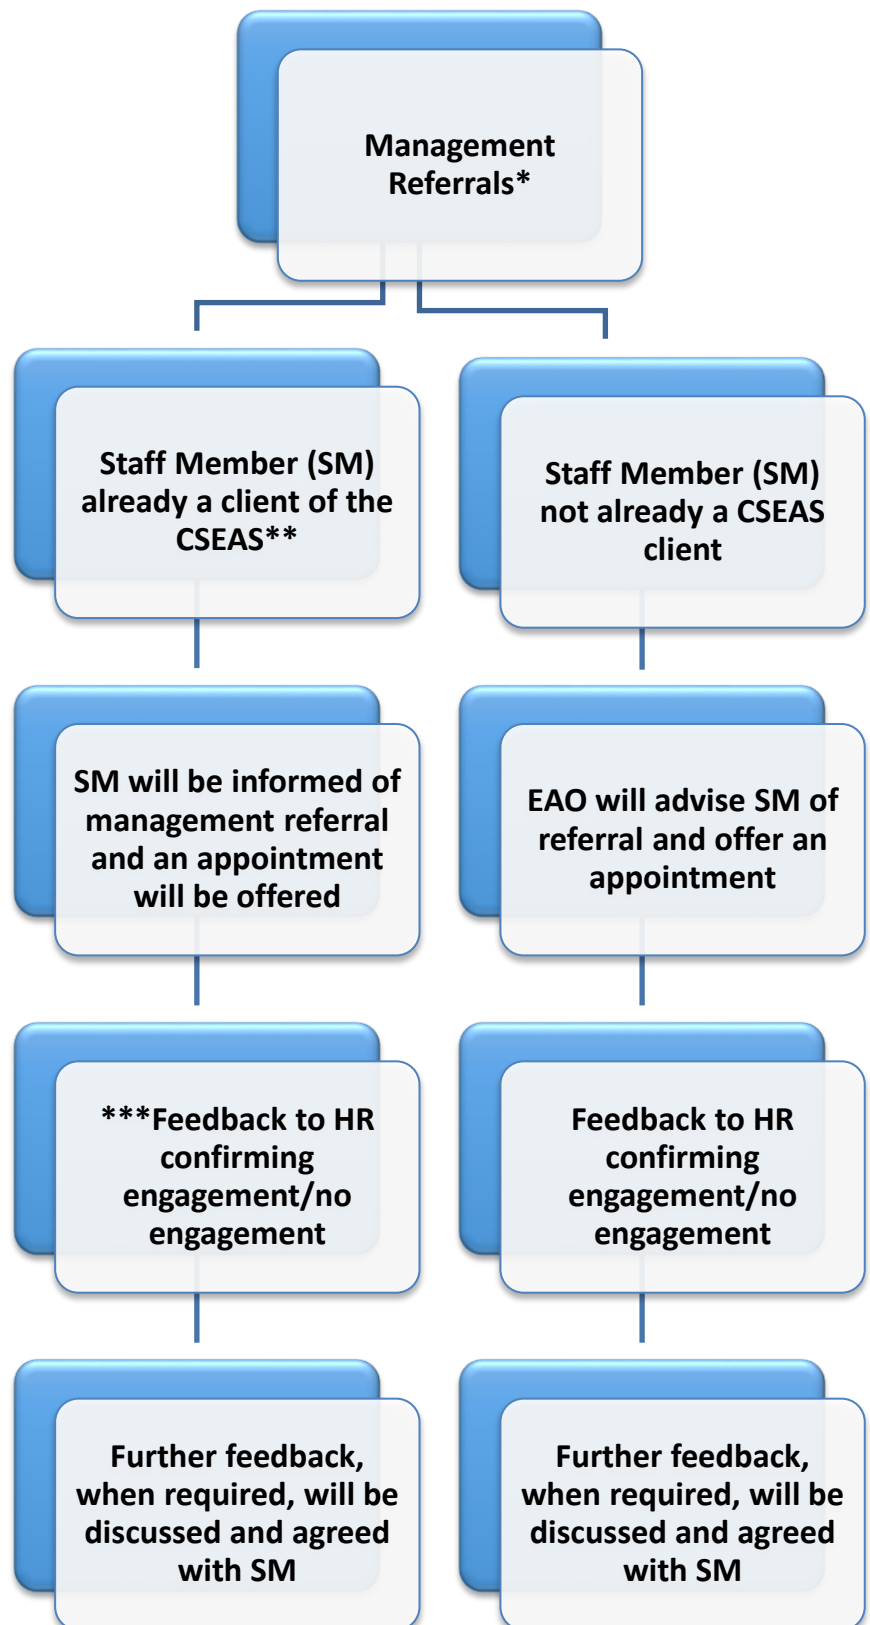 Management
Referrals*
Staff Member (SM)
already a client of the
CSEAS**
Staff Member (SM)
not already a CSEAS
client
SM will be informed of
management referral
and an appointment
will be offered
EAO will advise SM of
referral and offer an
appointment
***Feedback to HR
confirming
engagement/no
engagement
Feedback to HR
confirming
engagement/no
engagement
Further feedback,
when required, will be
discussed and agreed
with SM
Further feedback,
when required, will be
discussed and agreed
with SM